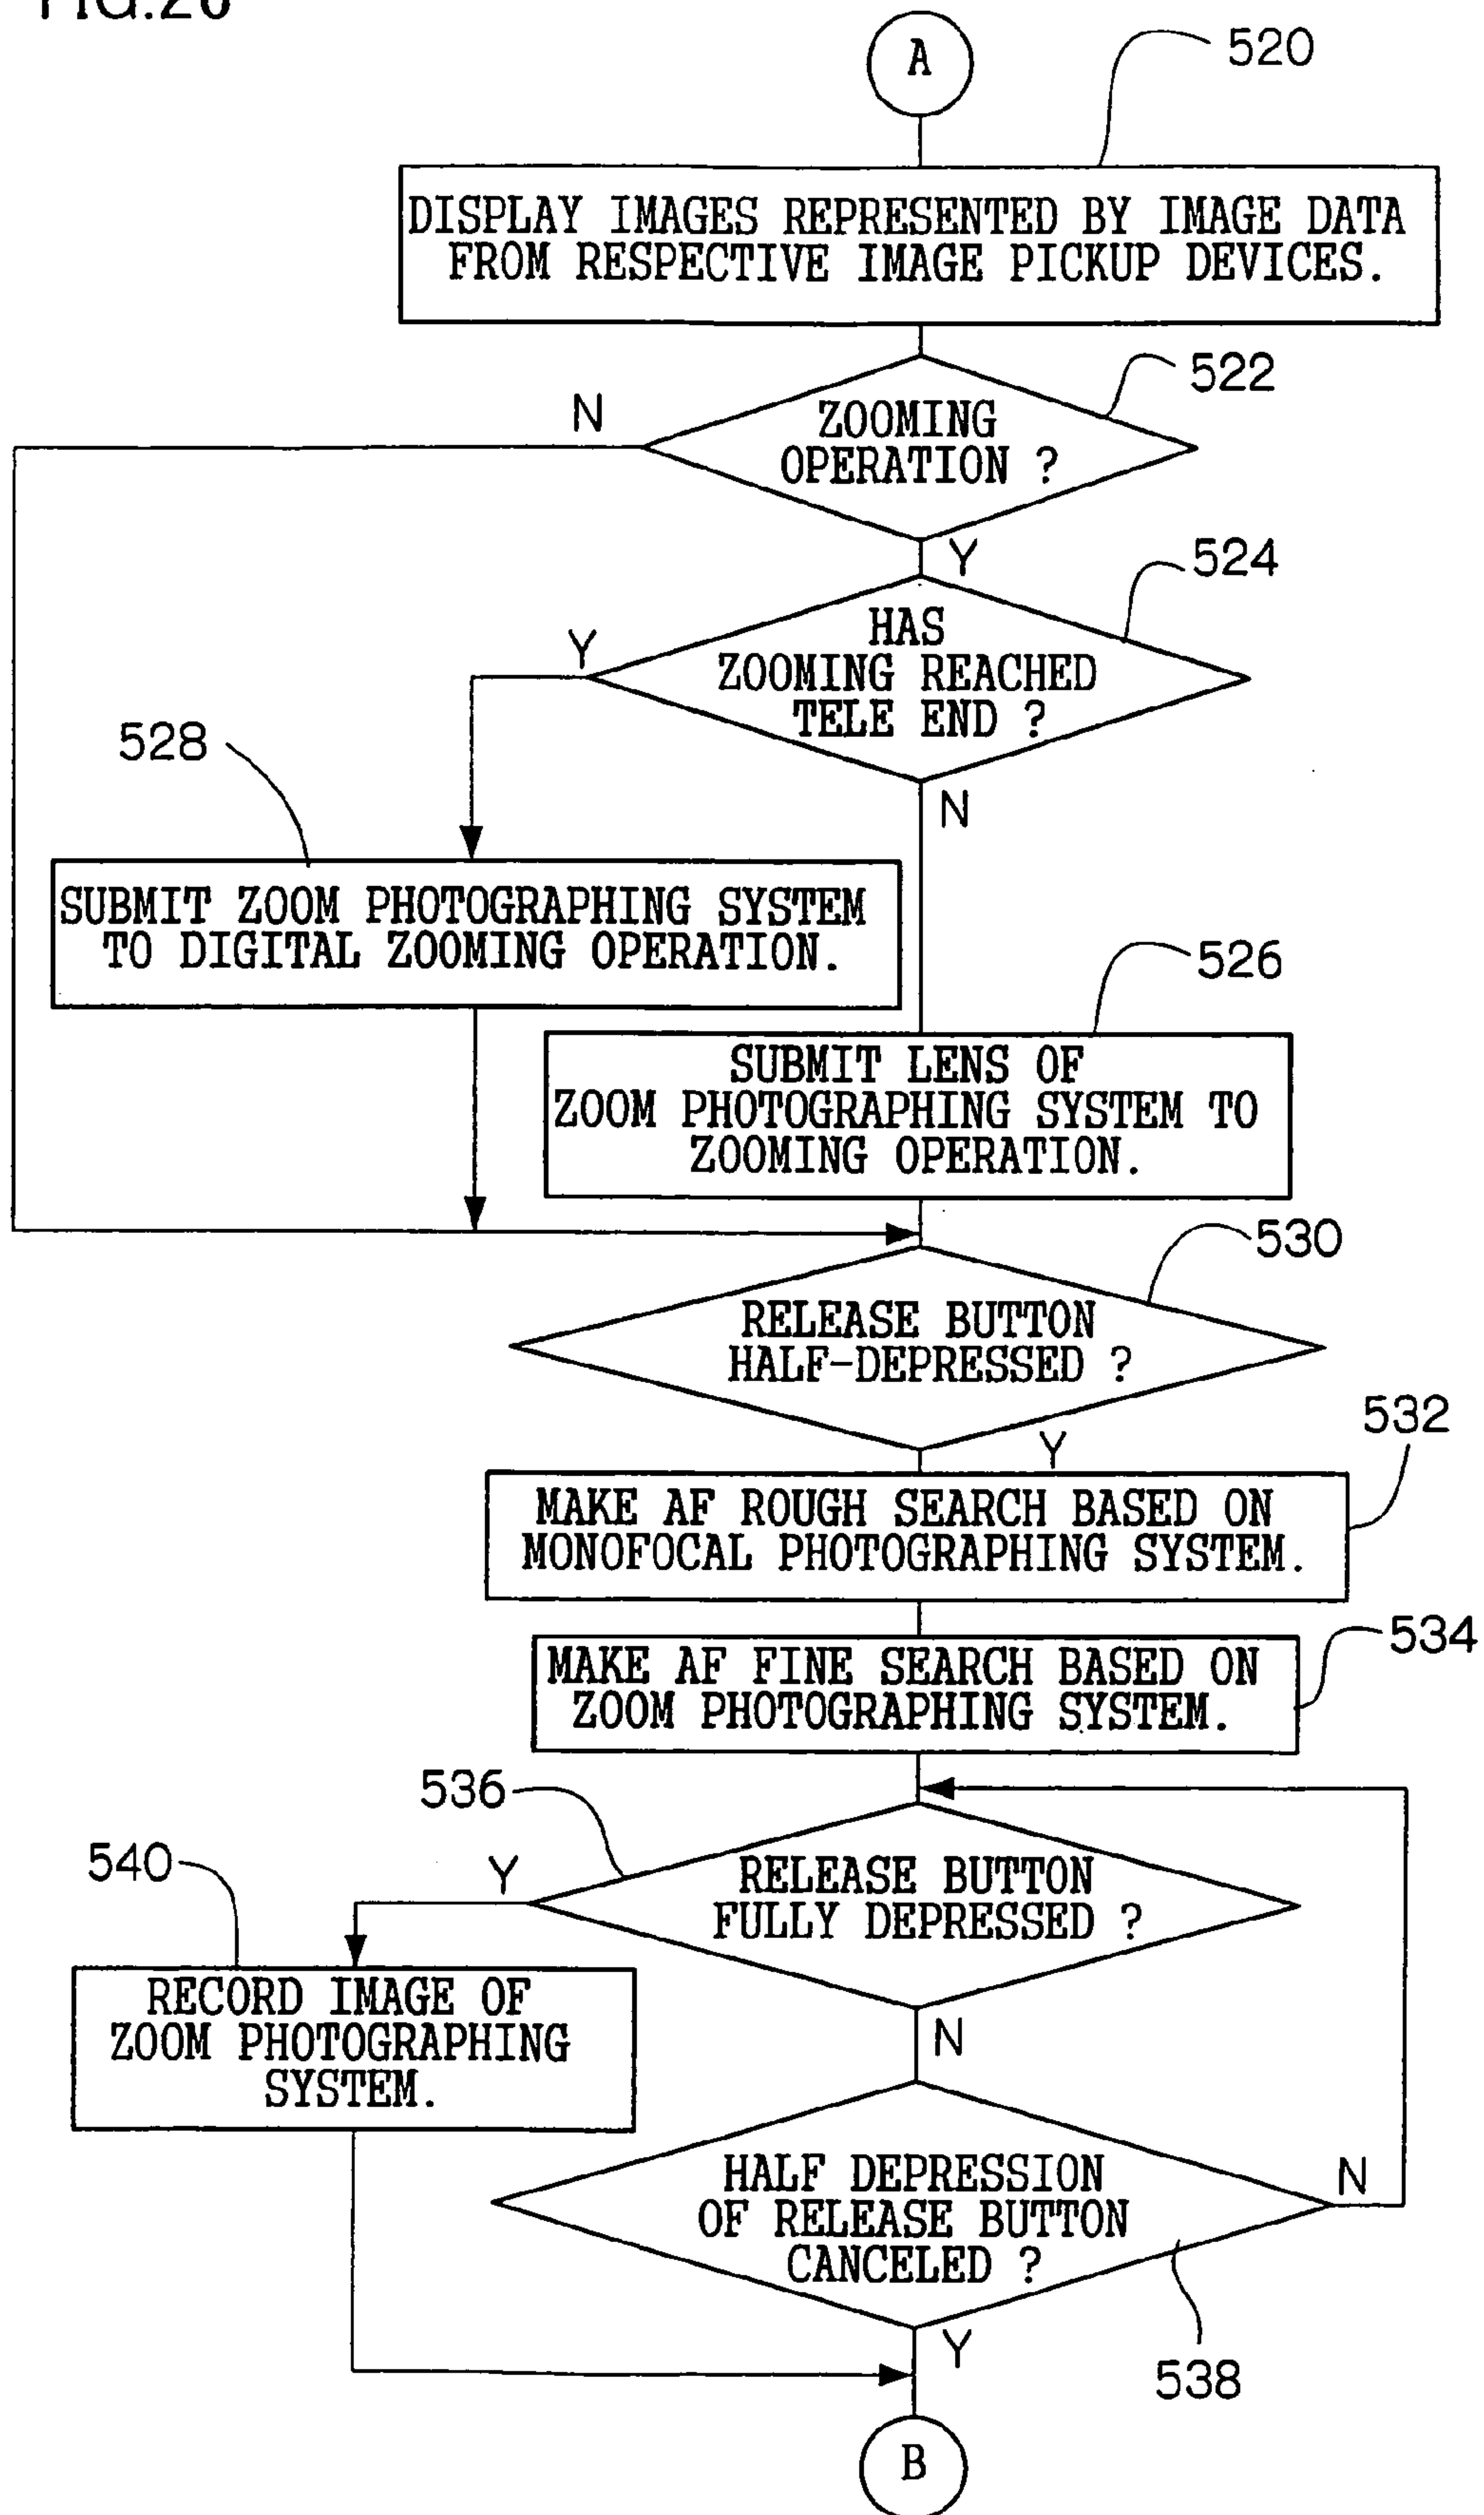 A
520
DISPLAY IMAGES REPRESENTED BY IMAGE DATA
FROM RESPECTIVE IMAGE PICKUP DEVICES.
522
N
ZOOMING
OPERATION ?
Y
524
HAS
ZOOMING REACHED
TELE END ?
Y
N
528
SUBMIT ZOOM PHOTOGRAPHING SYSTEM
TO DIGITAL ZOOMING OPERATION.
526
SUBMIT LENS OF
ZOOM PHOTOGRAPHING SYSTEM TO
ZOOMING OPERATION.
530
RELEASE BUTTON
HALF-DEPRESSED ?
Y
532
MAKE AF ROUGH SEARCH BASED ON
MONOFOCAL PHOTOGRAPHING SYSTEM.
534
MAKE AF FINE SEARCH BASED ON
ZOOM PHOTOGRAPHING SYSTEM.
536
RELEASE BUTTON
FULLY DEPRESSED ?
Y
540
RECORD IMAGE OF
ZOOM PHOTOGRAPHING
SYSTEM.
N
HALF DEPRESSION
OF RELEASE BUTTON
CANCELED ?
N
Y
538
B